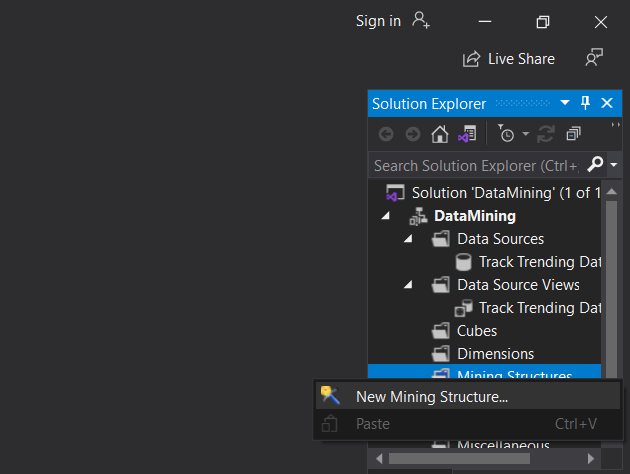 Sign in
Live Share
Solution Explorer
Search Solution Explorer (Ctrl+;
Solution 'DataMining' (1 of 1
DataMining
Data Sources
Track Trending Dat
Data Source Views
Track Trending Dat
Cubes
Dimensions
Mining Structures
New Mining Structure...
Paste Ctrl+V
Miscellaneous